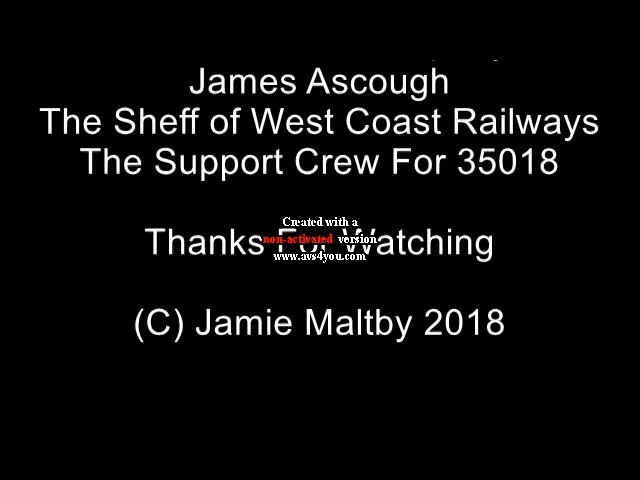 James Ascough
The Sheff of West Coast Railways
The Support Crew For 35018
Thanks For Watching
Created with a
non-activated version
www.avs4you.com
(C) Jamie Maltby 2018